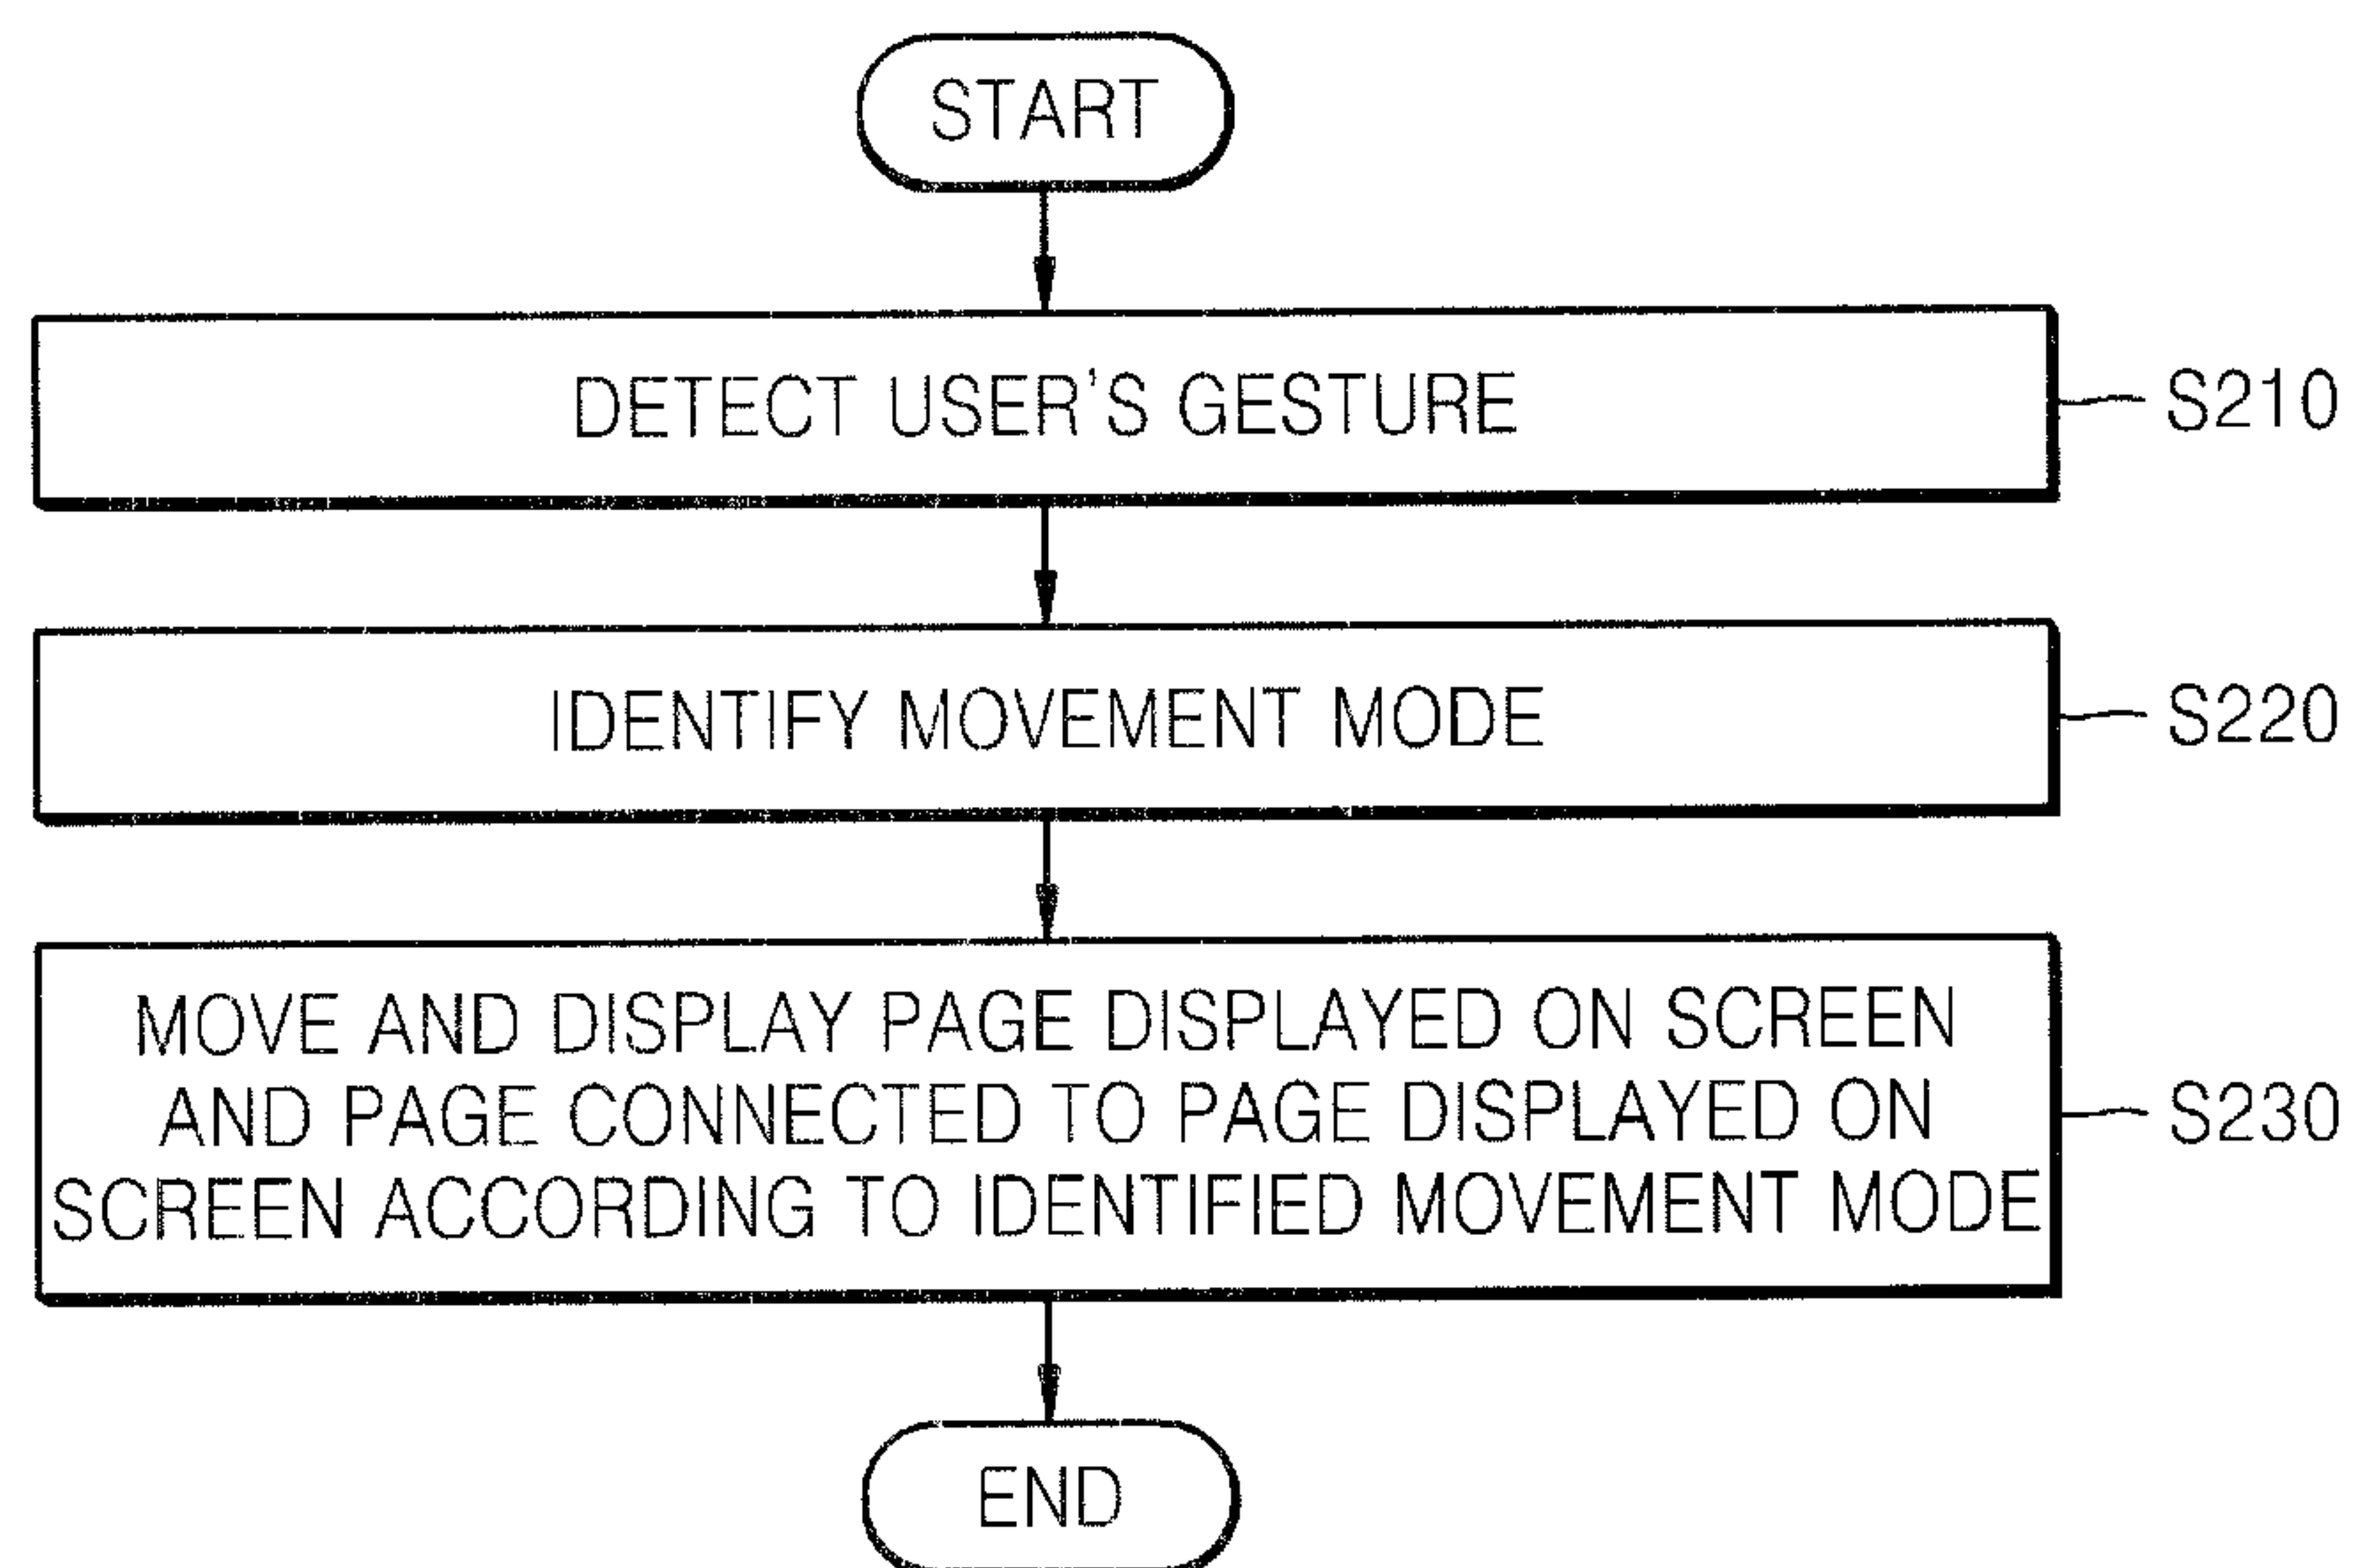 START
DETECT USER'S GESTURE
S210
IDENTIFY MOVEMENT MODE
S220
MOVE AND DISPLAY PAGE DISPLAYED ON SCREEN
AND PAGE CONNECTED TO PAGE DISPLAYED ON
S230
SCREEN ACCORDING TO IDENTIFIED MOVEMENT MODE
END